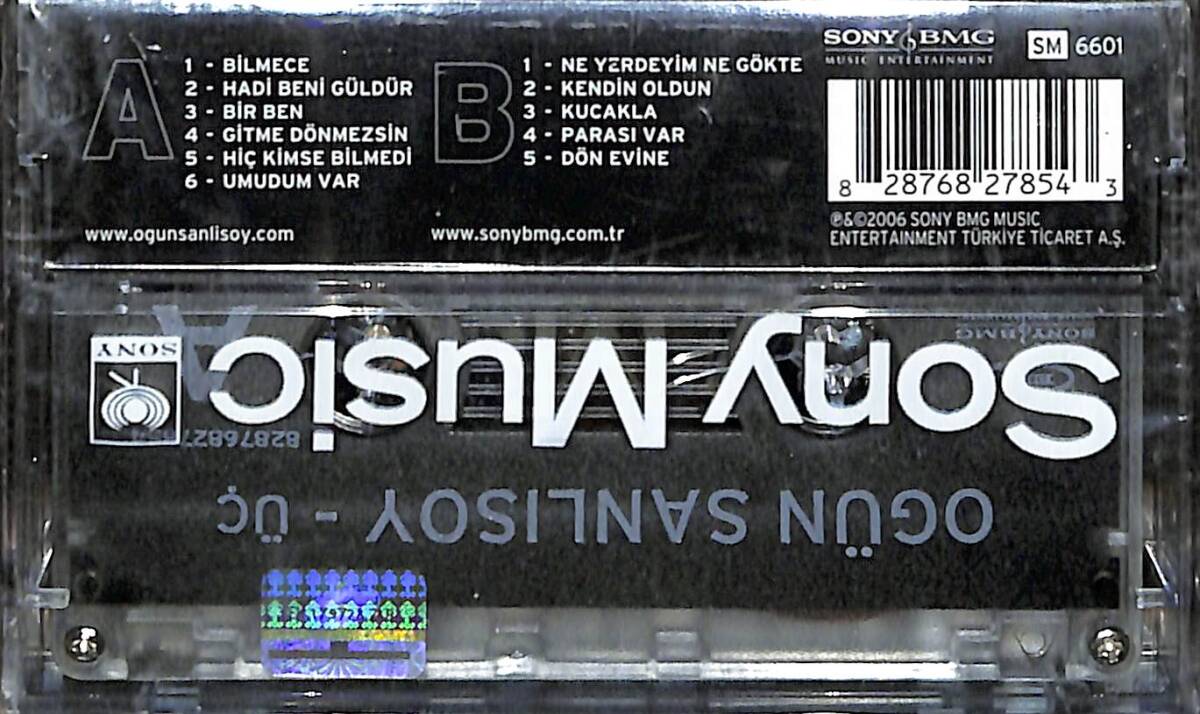 A
1 - BİLMECE
2 - HADİ BENİ GÜLDÜR
3 - BİR BEN
4 - GİTME DÖNMEZSİN
5 - HİÇ KİMSE BİLMEDİ
6 - UMUDUM VAR
B
1 - NE YERDEYİM NE GÖKTE
2 - KENDİN OLDUN
3 - KUCAKLA
4 - PARASI VAR
5 - DÖN EVİNE
SONY BMG
MUSIC ENTERTAINMENT
SM 6601
8 28768 27854 3
www.ogunsanlisoy.com
www.sonybmg.com.tr
℗&©2006 SONY BMG MUSIC
ENTERTAINMENT TÜRKİYE TİCARET A.Ş.
SONY BMG
A
Sony Music
SONY
OGÜN SANLISOY - ÜÇ